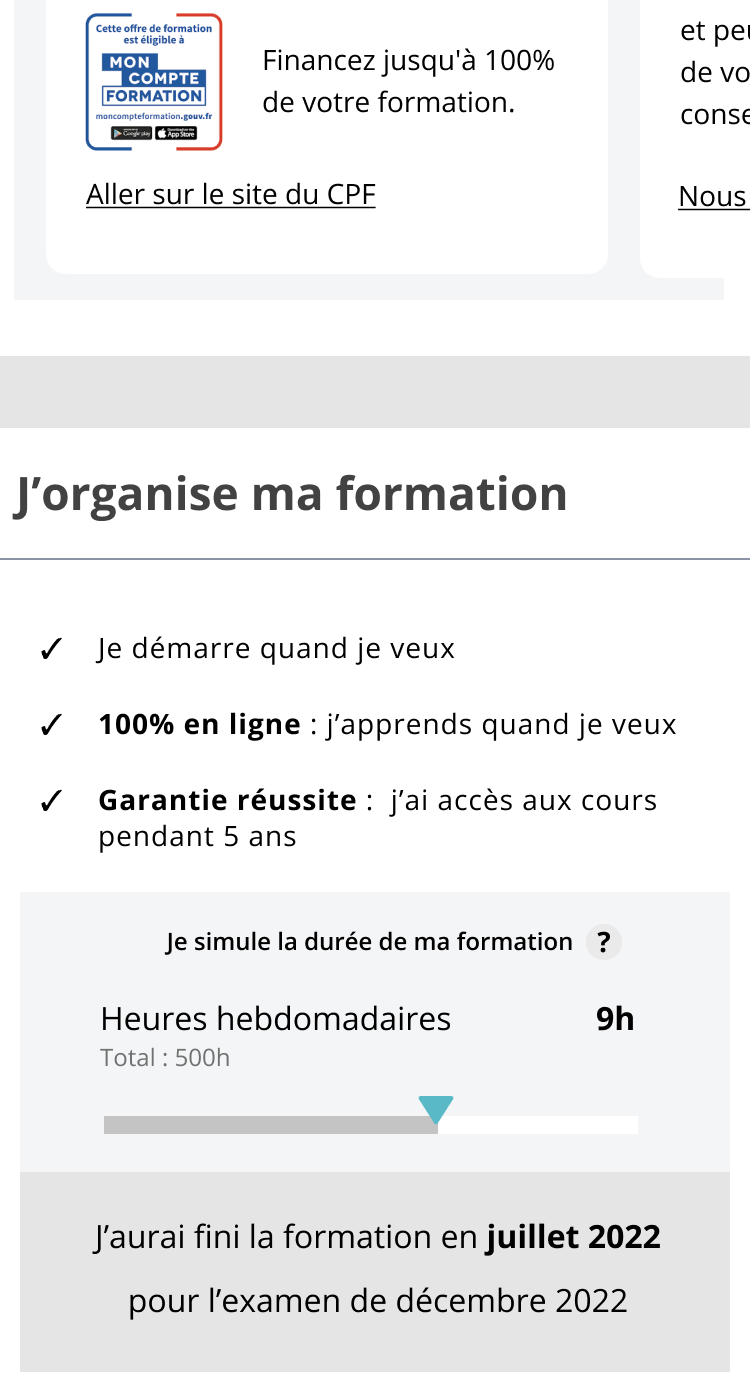 Cette offre de formation
est éligible à
MON
COMPTE
FORMATION
moncompteformation.gouv.fr
Google play
App Store
Financez jusqu'à 100%
de votre formation.
Aller sur le site du CPF
et peu
de vo
conse
Nous
J’organise ma formation
✓ Je démarre quand je veux
✓ 100% en ligne : j’apprends quand je veux
✓ Garantie réussite : j’ai accès aux cours
pendant 5 ans
Je simule la durée de ma formation ?
Heures hebdomadaires 9h
Total : 500h
J’aurai fini la formation en juillet 2022
pour l’examen de décembre 2022